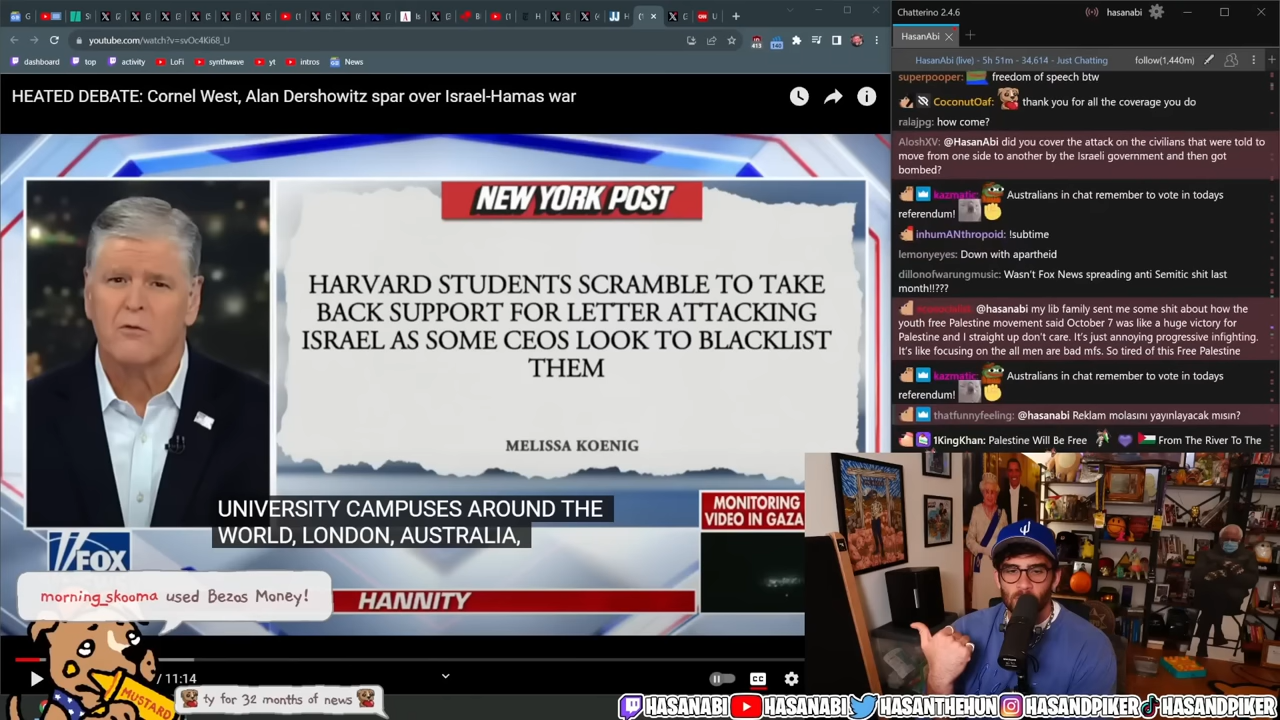 youtube.com/watch?v=svOc4Ki68_U
413
140
dashboard
top
activity
LoFi
synthwave
yt
intros
News
HEATED DEBATE: Cornel West, Alan Dershowitz spar over Israel-Hamas war
NEW YORK POST
HARVARD STUDENTS SCRAMBLE TO TAKE
BACK SUPPORT FOR LETTER ATTACKING
ISRAEL AS SOME CEOS LOOK TO BLACKLIST
THEM
MELISSA KOENIG
UNIVERSITY CAMPUSES AROUND THE
WORLD, LONDON, AUSTRALIA,
MONITORING
VIDEO IN GAZA
FOX
HANNITY
morning_skooma used Bezos Money!
/ 11:14
CC
MUSTARD
ty for 32 months of news
Chatterino 2.4.6
hasanabi
HasanAbi
HasanAbi (live) - 5h 51m - 34.614 - Just Chatting
follow(1,440m)
superpooper: freedom of speech btw
CoconutOaf: thank you for all the coverage you do
ralajpg: how come?
AloshXV: @HasanAbi did you cover the attack on the civilians that were told to
move from one side to another by the Israeli government and then got
bombed?
kazmatic: Australians in chat remember to vote in todays
referendum!
inhumANthropoid: !subtime
lemonyeyes: Down with apartheid
dillonofwarungmusic: Wasn't Fox News spreading anti Semitic shit last
month!!???
@hasanabi my lib family sent me some shit about how the
youth free Palestine movement said October 7 was like a huge victory for
Palestine and I straight up don't care. It's just annoying progressive infighting.
It's like focusing on the all men are bad mfs. So tired of this Free Palestine
kazmatic: Australians in chat remember to vote in todays
referendum!
thatfunnyfeeling: @hasanabi Reklam molasını yayınlayacak mısın?
1KingKhan: Palestine Will Be Free From The River To The
HASANABI
HASANABI
HASANTHEHUN
HASANDPIKER
HASANDPIKER